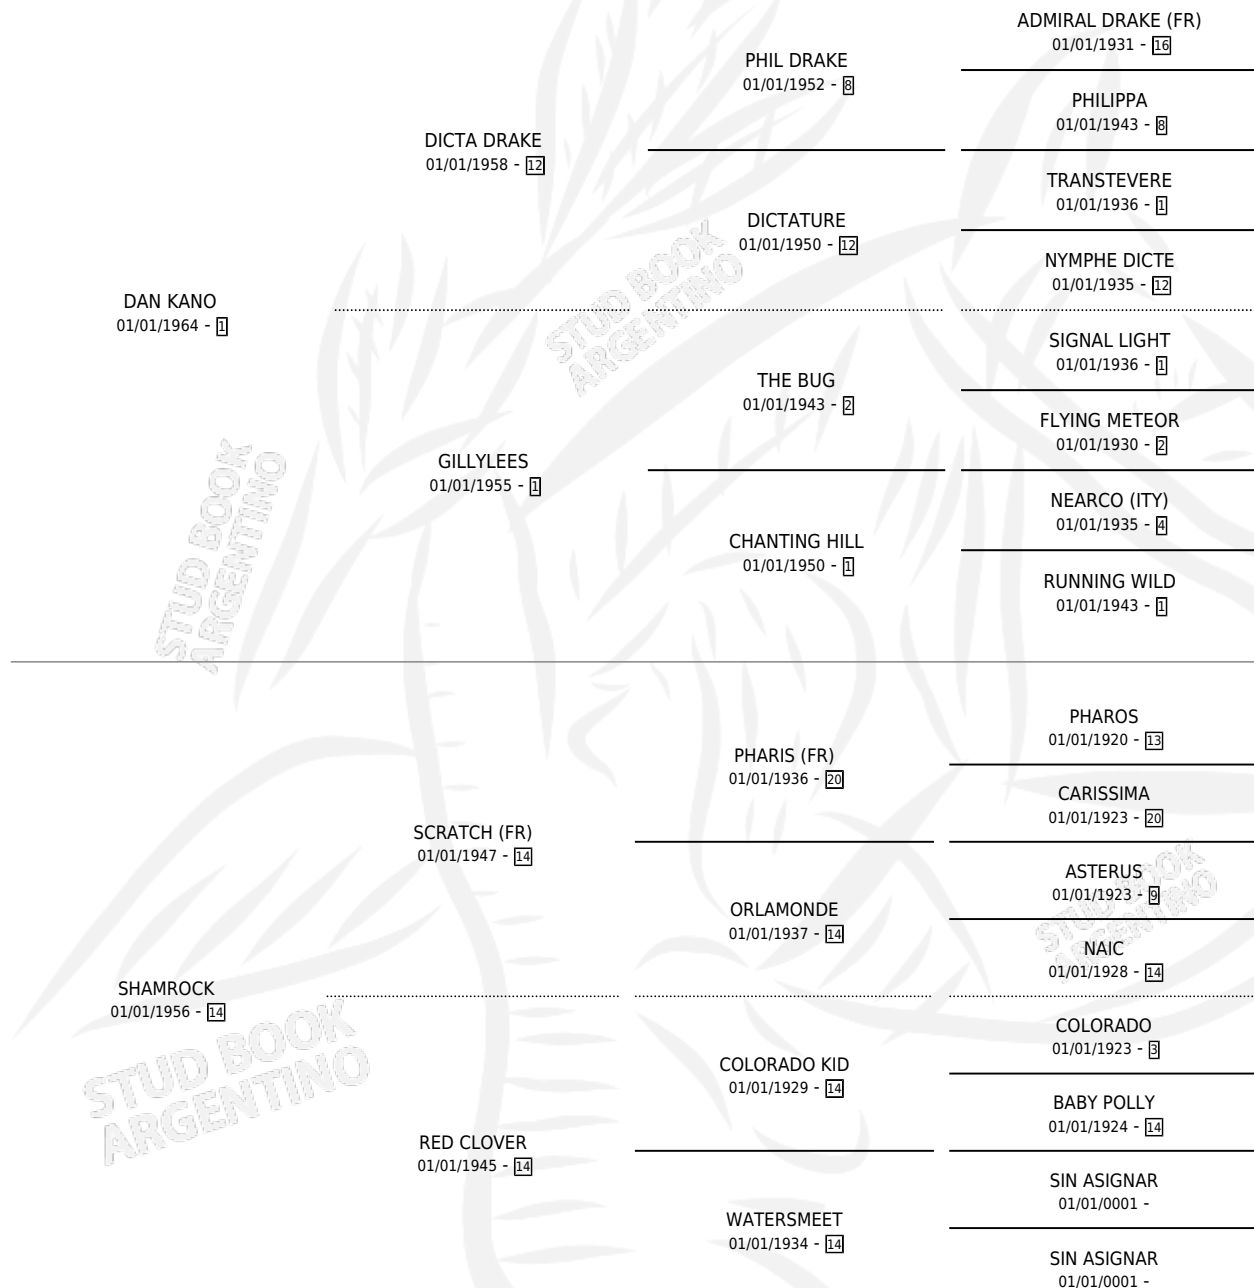 ADMIRAL DRAKE (FR)
01/01/1931 - 16
PHIL DRAKE
01/01/1952 - 8
PHILIPPA
01/01/1943 - 8
DICTA DRAKE
01/01/1958 - 12
TRANSTEVERE
01/01/1936 - 1
DICTATURE
01/01/1950 - 12
NYMPHE DICTE
01/01/1935 - 12
DAN KANO
01/01/1964 - 1
SIGNAL LIGHT
01/01/1936 - 1
THE BUG
01/01/1943 - 2
FLYING METEOR
01/01/1930 - 2
GILLYLEES
01/01/1955 - 1
NEARCO (ITY)
01/01/1935 - 4
CHANTING HILL
01/01/1950 - 1
RUNNING WILD
01/01/1943 - 1
STUD BOOK
ARGENTINO
STUD BOOK
ARGENTINO
PHAROS
01/01/1920 - 13
PHARIS (FR)
01/01/1936 - 20
CARISSIMA
01/01/1923 - 20
SCRATCH (FR)
01/01/1947 - 14
ASTERUS
01/01/1923 - 9
ORLAMONDE
01/01/1937 - 14
NAIC
01/01/1928 - 14
SHAMROCK
01/01/1956 - 14
COLORADO
01/01/1923 - 3
COLORADO KID
01/01/1929 - 14
BABY POLLY
01/01/1924 - 14
RED CLOVER
01/01/1945 - 14
SIN ASIGNAR
01/01/0001 -
WATERSMEET
01/01/1934 - 14
SIN ASIGNAR
01/01/0001 -
STUD BOOK
ARGENTINO
STUD BOOK
ARGENTINO